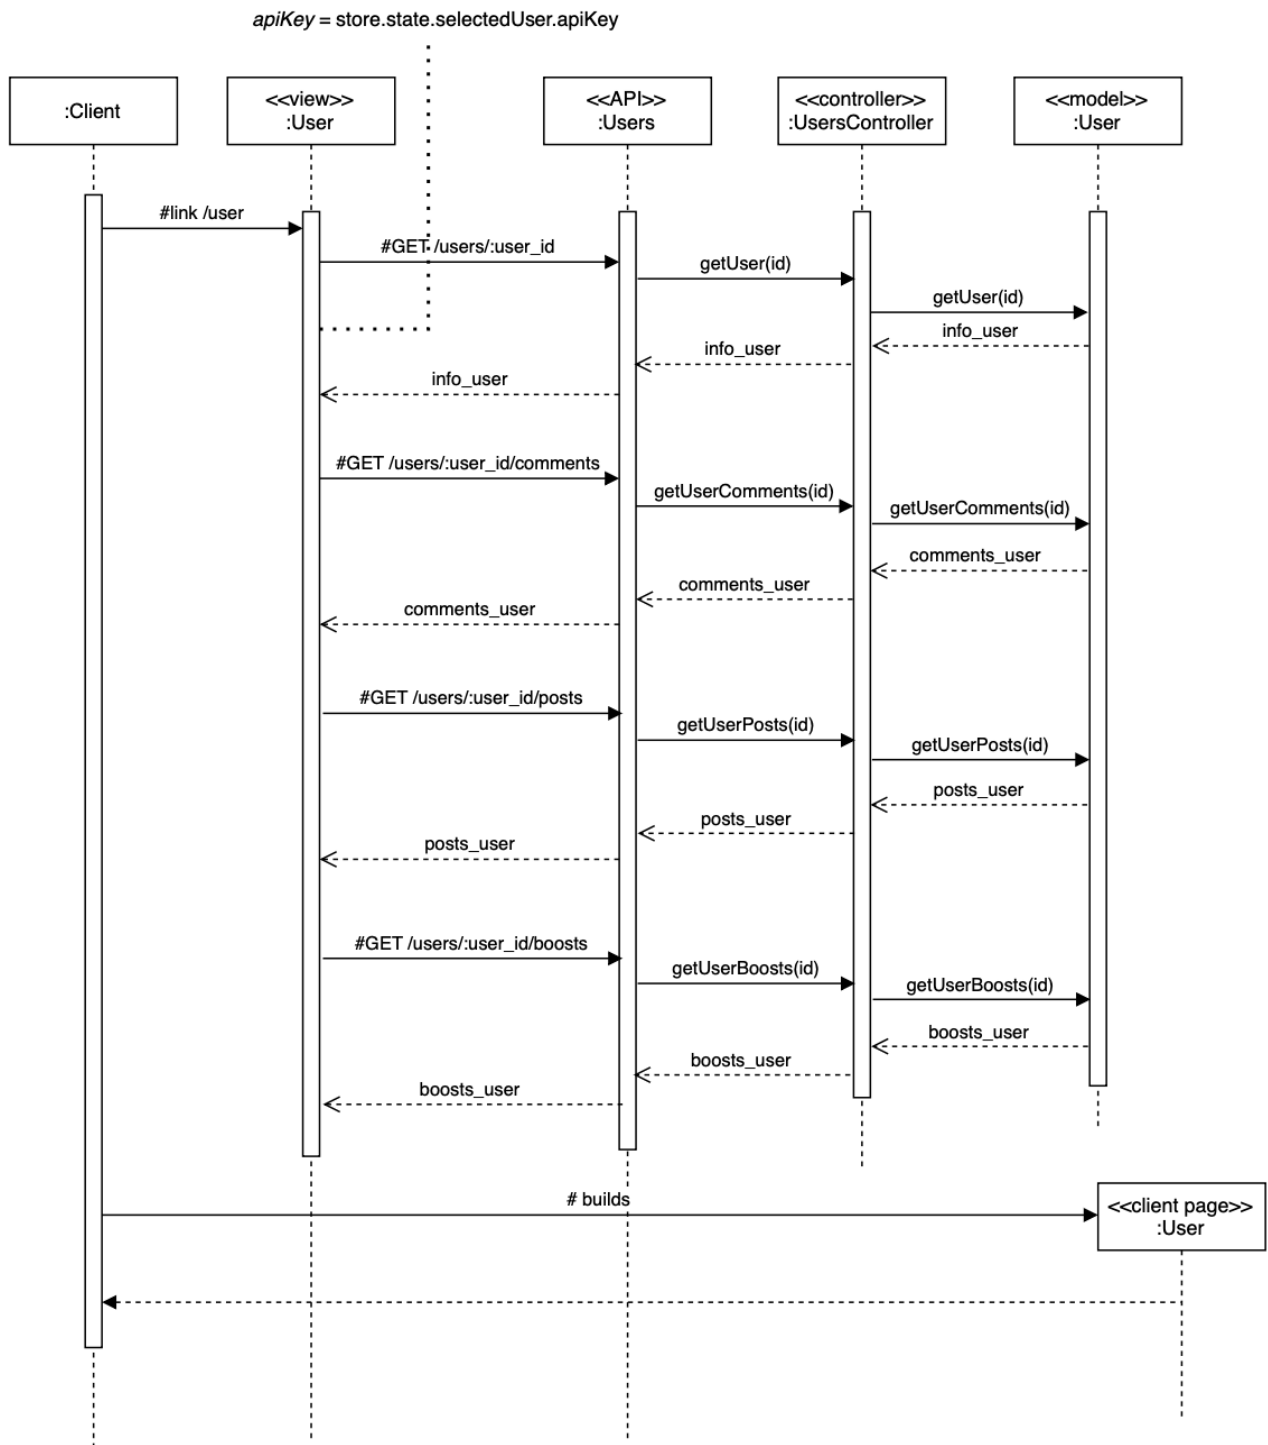 apiKey = store.state.selectedUser.apiKey
:Client
<<view>>
:User
<<API>>
:Users
<<controller>>
:UsersController
<<model>>
:User
#link /user
#GET /users/:user_id
getUser(id)
getUser(id)
info_user
info_user
info_user
#GET /users/:user_id/comments
getUserComments(id)
getUserComments(id)
comments_user
comments_user
comments_user
#GET /users/:user_id/posts
getUserPosts(id)
getUserPosts(id)
posts_user
posts_user
posts_user
#GET /users/:user_id/boosts
getUserBoosts(id)
getUserBoosts(id)
boosts_user
boosts_user
boosts_user
# builds
<<client page>>
:User